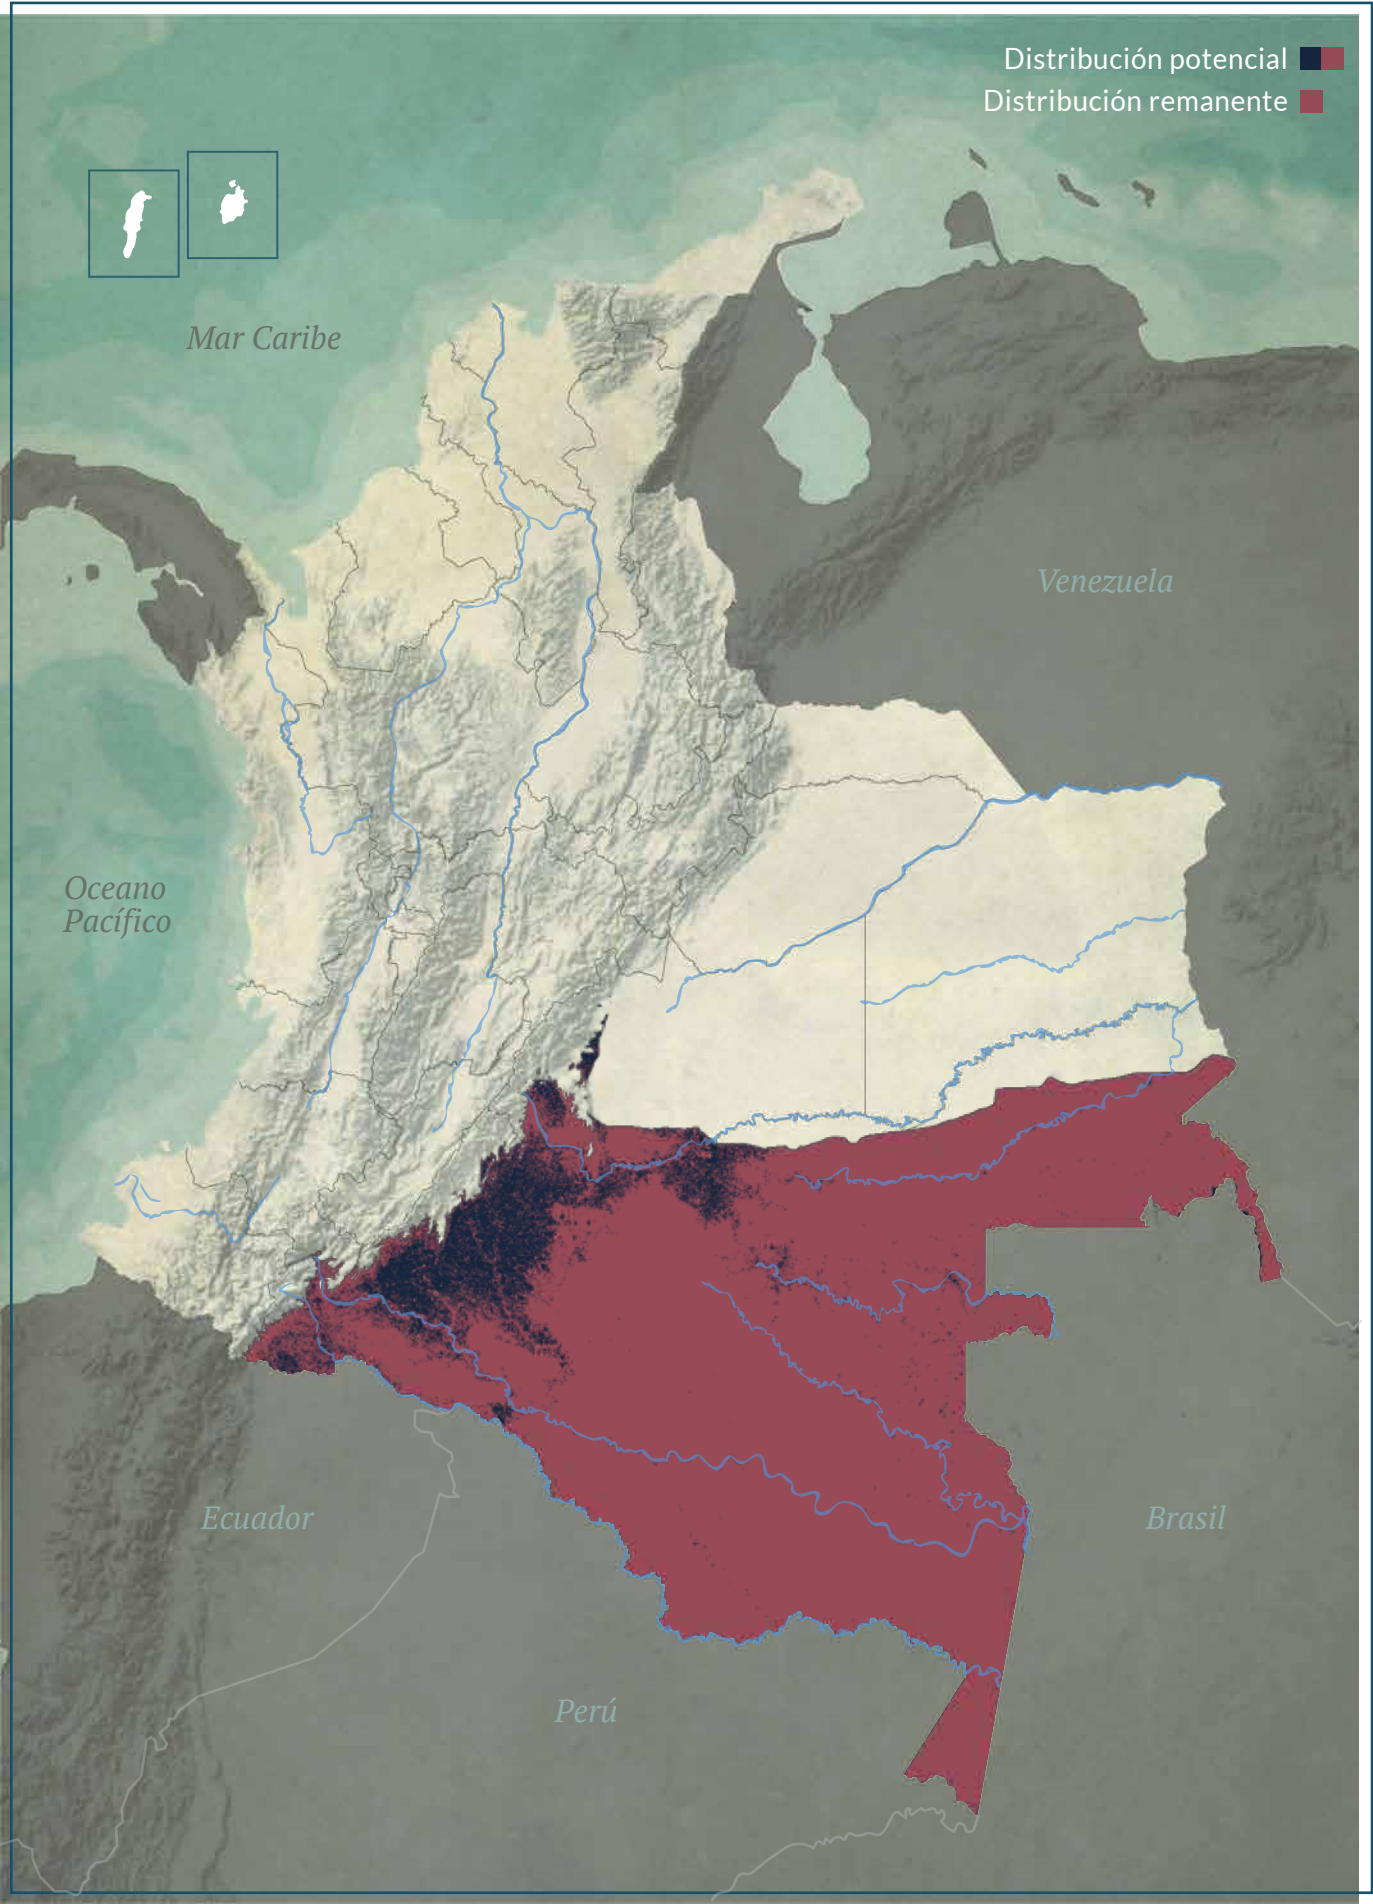 Distribución potencial
Distribución remanente
Mar Caribe
Venezuela
Oceano
Pacífico
Ecuador
Brasil
Perú